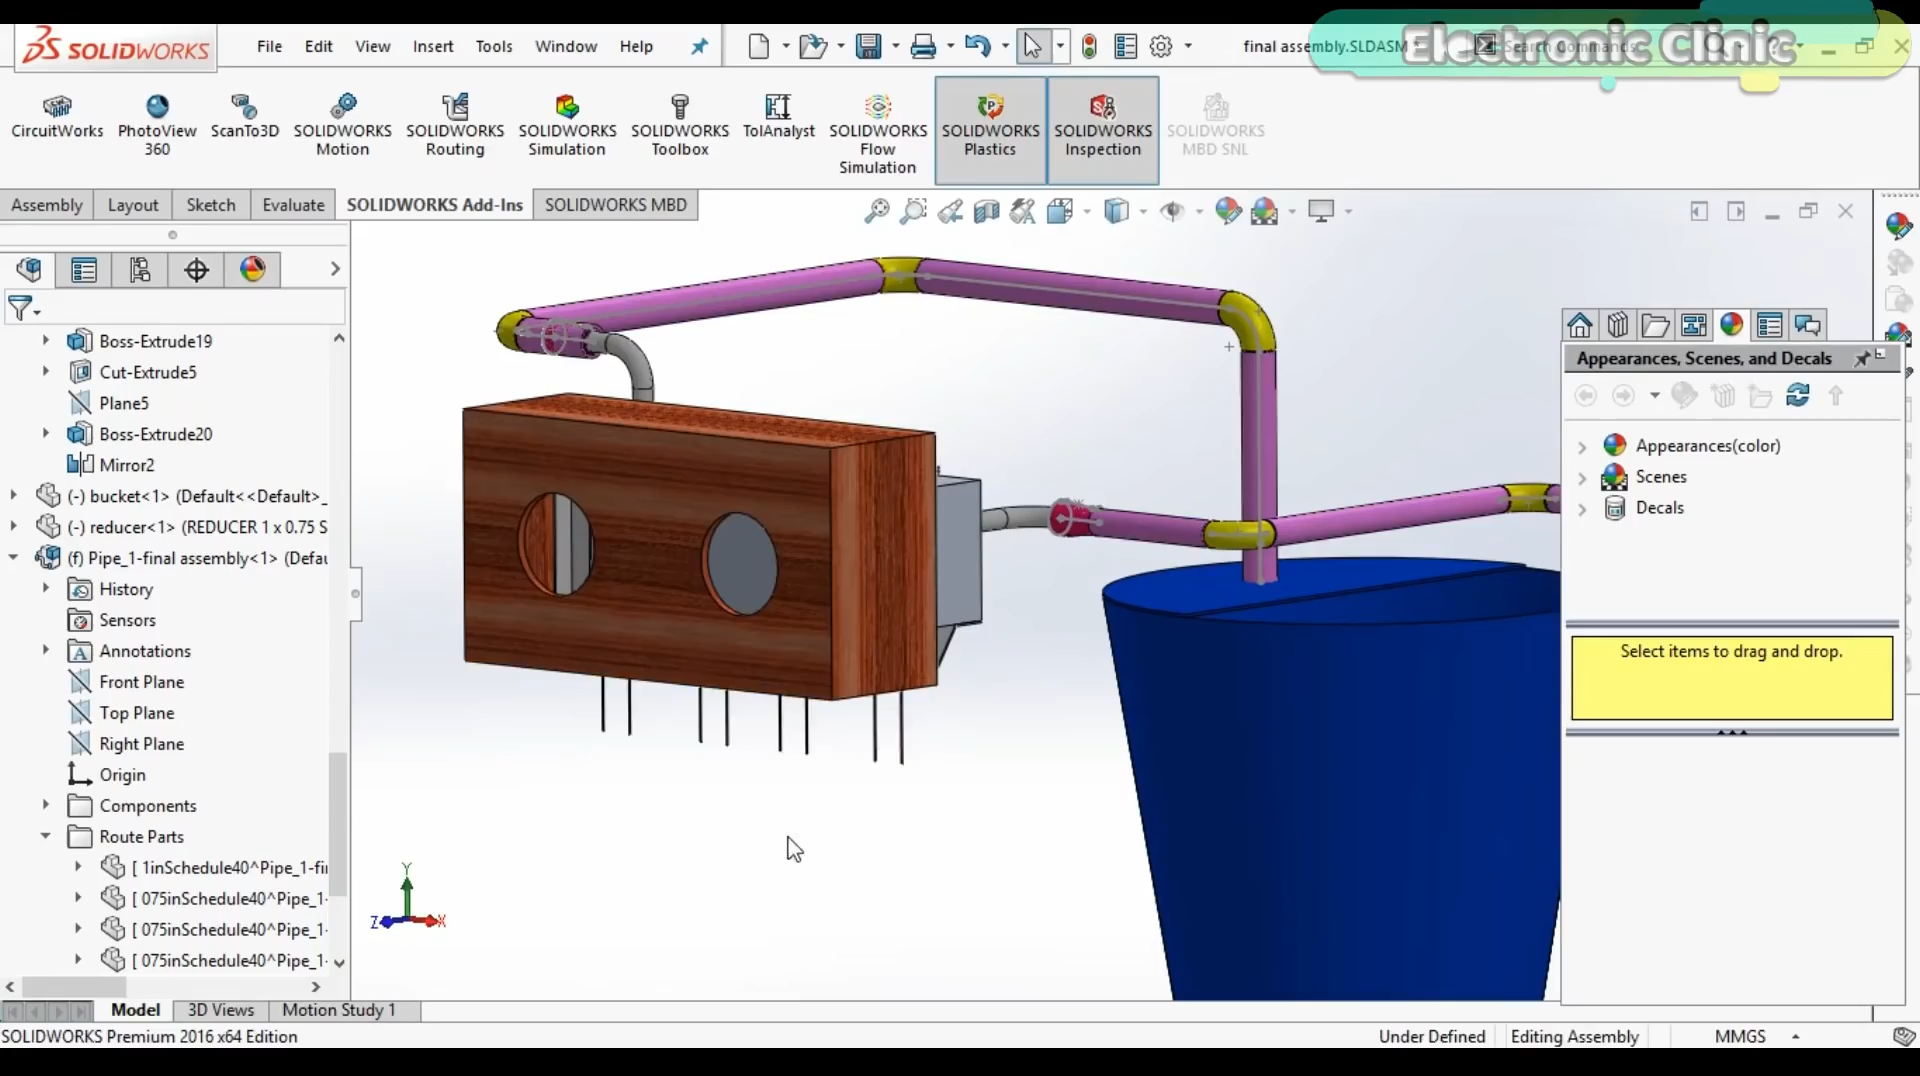 SOLIDWORKS File Edit View Insert Tools Window Help final assembly.SLDASM * Search Commands
Electronic Clinic
CircuitWorks
PhotoView 360
ScanTo3D
SOLIDWORKS Motion
SOLIDWORKS Routing
SOLIDWORKS Simulation
SOLIDWORKS Toolbox
TolAnalyst
SOLIDWORKS Flow Simulation
SOLIDWORKS Plastics
SOLIDWORKS Inspection
SOLIDWORKS MBD SNL
Assembly Layout Sketch Evaluate SOLIDWORKS Add-Ins SOLIDWORKS MBD
Boss-Extrude19
Cut-Extrude5
Plane5
Boss-Extrude20
Mirror2
(-) bucket<1> (Default<<Default>_
(-) reducer<1> (REDUCER 1 x 0.75 S
(f) Pipe_1-final assembly<1> (Defau
History
Sensors
A Annotations
Front Plane
Top Plane
Right Plane
Origin
Components
Route Parts
[ 1inSchedule40^Pipe_1-fi
[ 075inSchedule40^Pipe_1-
[ 075inSchedule40^Pipe_1-
[ 075inSchedule40^Pipe_1-
Y
Z X
Appearances, Scenes, and Decals
Appearances(color)
Scenes
Decals
Select items to drag and drop.
Model 3D Views Motion Study 1
SOLIDWORKS Premium 2016 x64 Edition Under Defined Editing Assembly MMGS